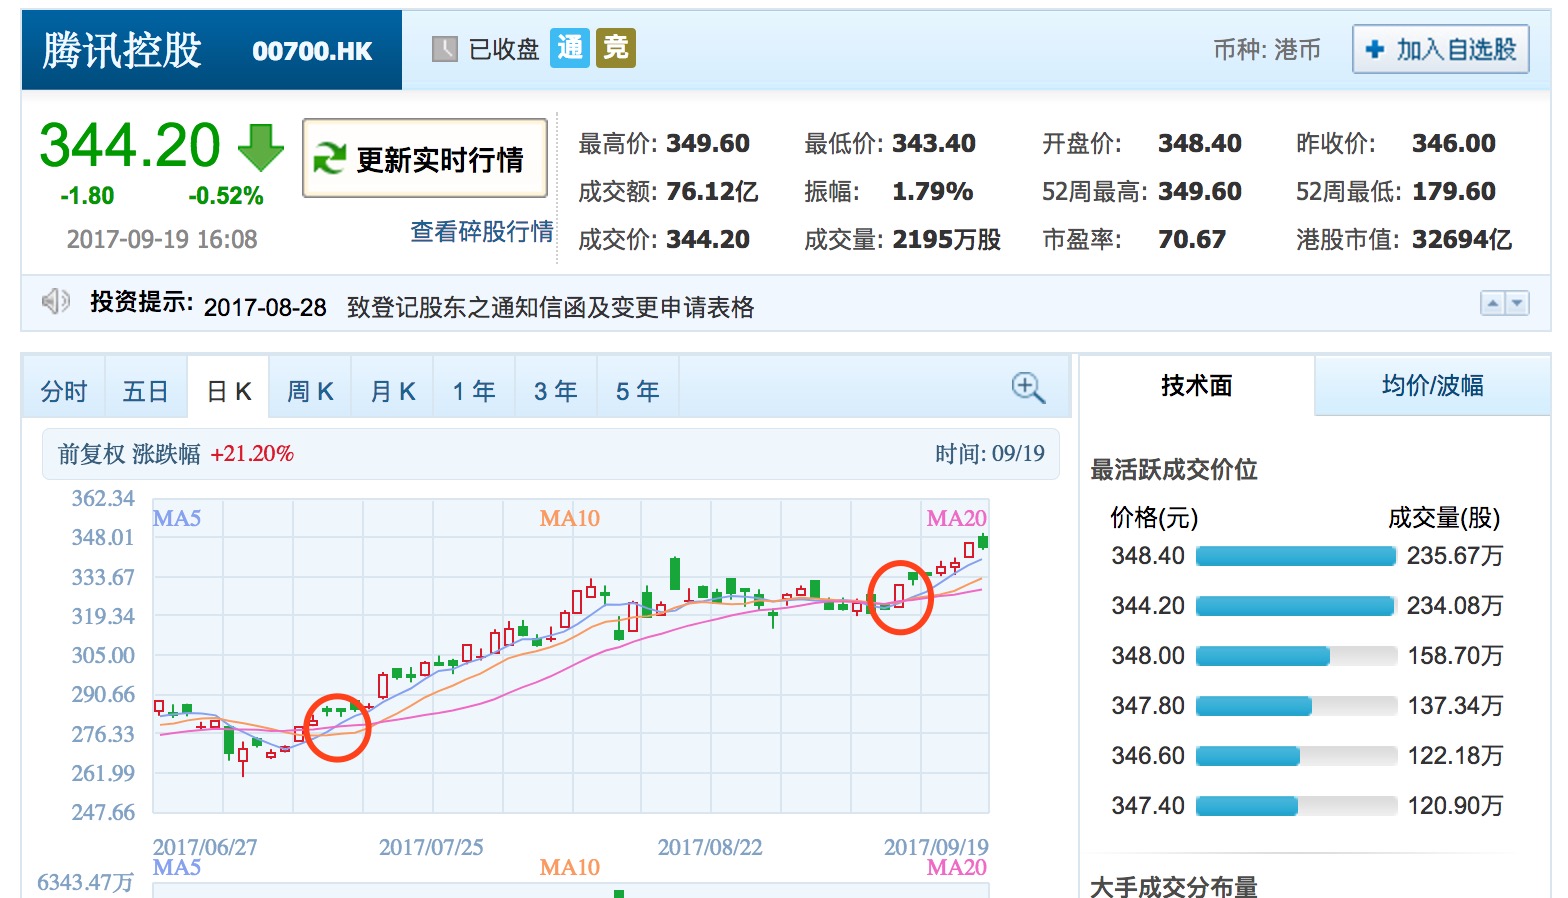 腾讯控股 00700.HK 已收盘 通 竞 币种: 港币 加入自选股
344.20 更新实时行情
-1.80 -0.52%
2017-09-19 16:08 查看碎股行情
最高价: 349.60 最低价: 343.40 开盘价: 348.40 昨收价: 346.00
成交额: 76.12亿 振幅: 1.79% 52周最高: 349.60 52周最低: 179.60
成交价: 344.20 成交量: 2195万股 市盈率: 70.67 港股市值: 32694亿
投资提示: 2017-08-28 致登记股东之通知信函及变更申请表格
分时 五日 日 K 周 K 月 K 1 年 3 年 5 年
前复权 涨跌幅 +21.20% 时间: 09/19
362.34
MA5 MA10 MA20
348.01
333.67
319.34
305.00
290.66
276.33
261.99
247.66
2017/06/27 2017/07/25 2017/08/22 2017/09/19
MA5 MA10 MA20
6343.47万
技术面 均价/波幅
最活跃成交价位
价格(元) 成交量(股)
348.40 235.67万
344.20 234.08万
348.00 158.70万
347.80 137.34万
346.60 122.18万
347.40 120.90万
大手成交分布量